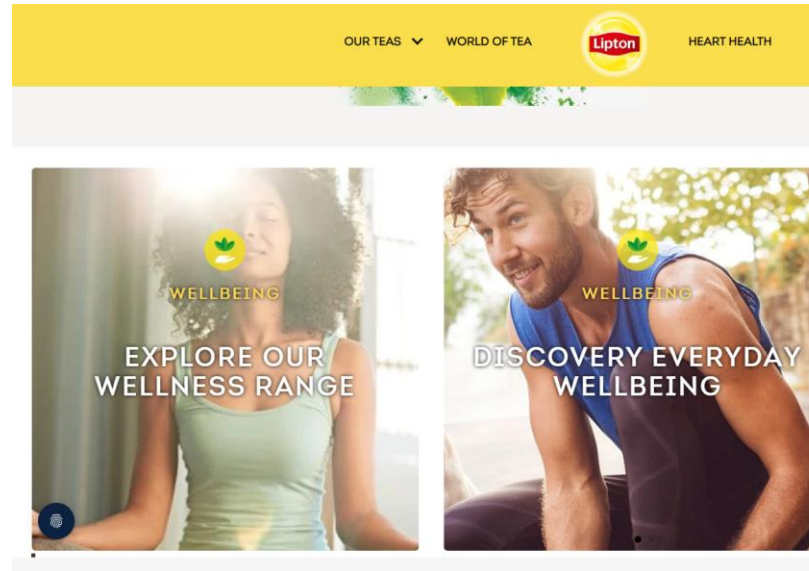 OUR TEAS WORLD OF TEA Lipton HEART HEALTH
WELLBEING
EXPLORE OUR
WELLNESS RANGE
WELLBEING
DISCOVERY EVERYDAY
WELLBEING